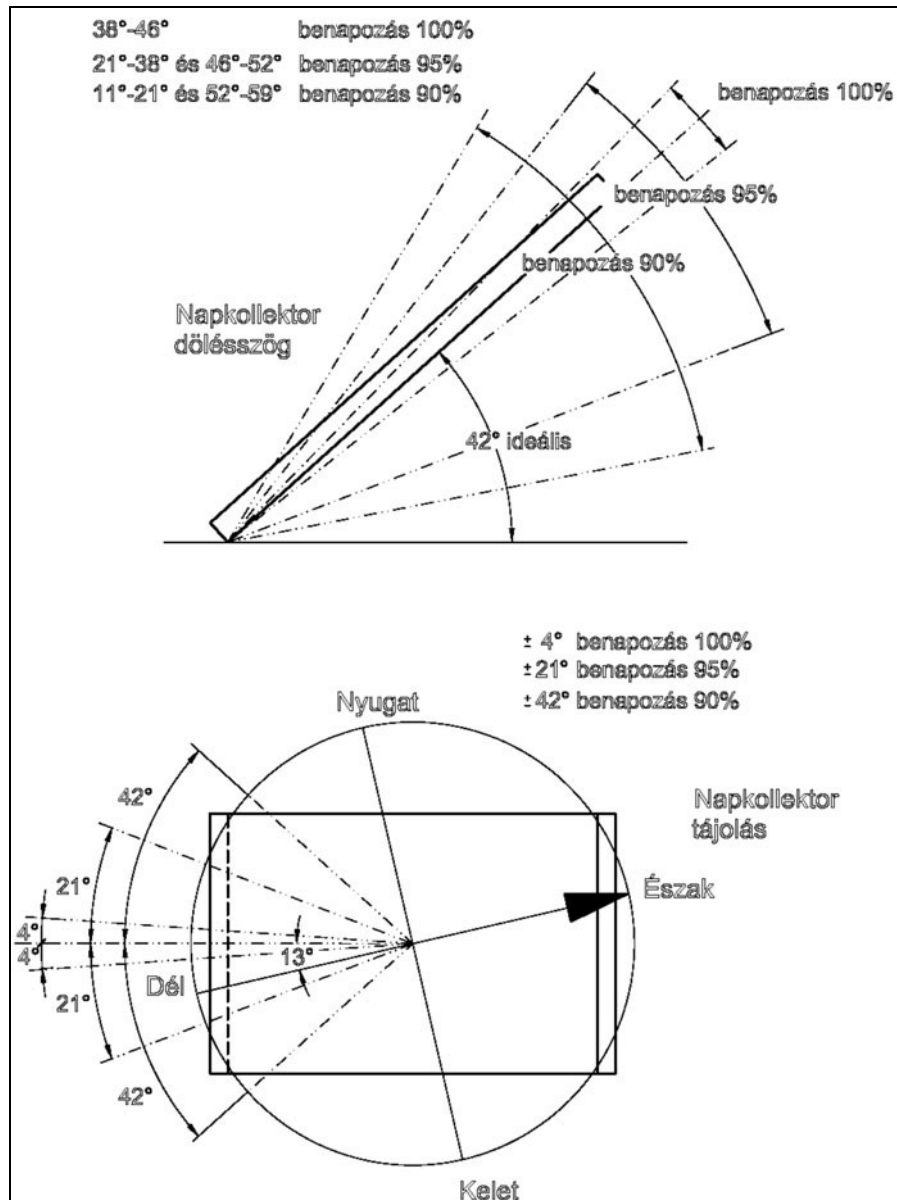 38°-46° benapozás 100%
21°-38° és 46°-52° benapozás 95%
11°-21° és 52°-59° benapozás 90%
benapozás 100%
benapozás 95%
benapozás 90%
Napkollektor
dölésszög
42° ideális
± 4° benapozás 100%
±21° benapozás 95%
±42° benapozás 90%
Nyugat
42°
Napkollektor
tájolás
21°
Észak
4°
4°
13°
Dél
21°
42°
Kelet